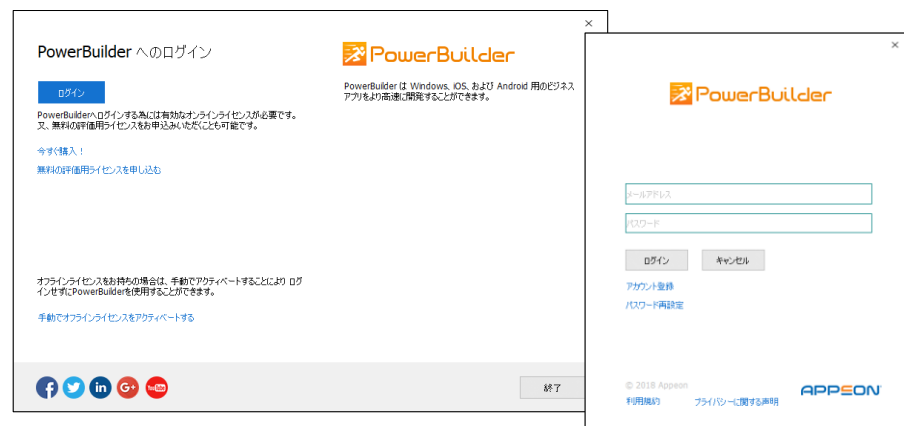 PowerBuilder へのログイン
ログイン
PowerBuilderへログインする為には有効なオンラインライセンスが必要です。
又、無料の評価用ライセンスをお申込みいただくことも可能です。
今すぐ購入！
無料の評価用ライセンスを申し込む
オフラインライセンスをお持ちの場合は、手動でアクティベートすることにより ログ
インせずにPowerBuilderを使用することができます。
手動でオフラインライセンスをアクティベートする
PowerBuilder
PowerBuilder は Windows、iOS、および Android 用のビジネス
アプリをより高速に開発することができます。
f
in
G+
YouTube
終了
PowerBuilder
メールアドレス
パスワード
ログイン キャンセル
アカウント登録
パスワード再設定
© 2018 Appeon
利用規約 プライバシーに関する声明
APPEON